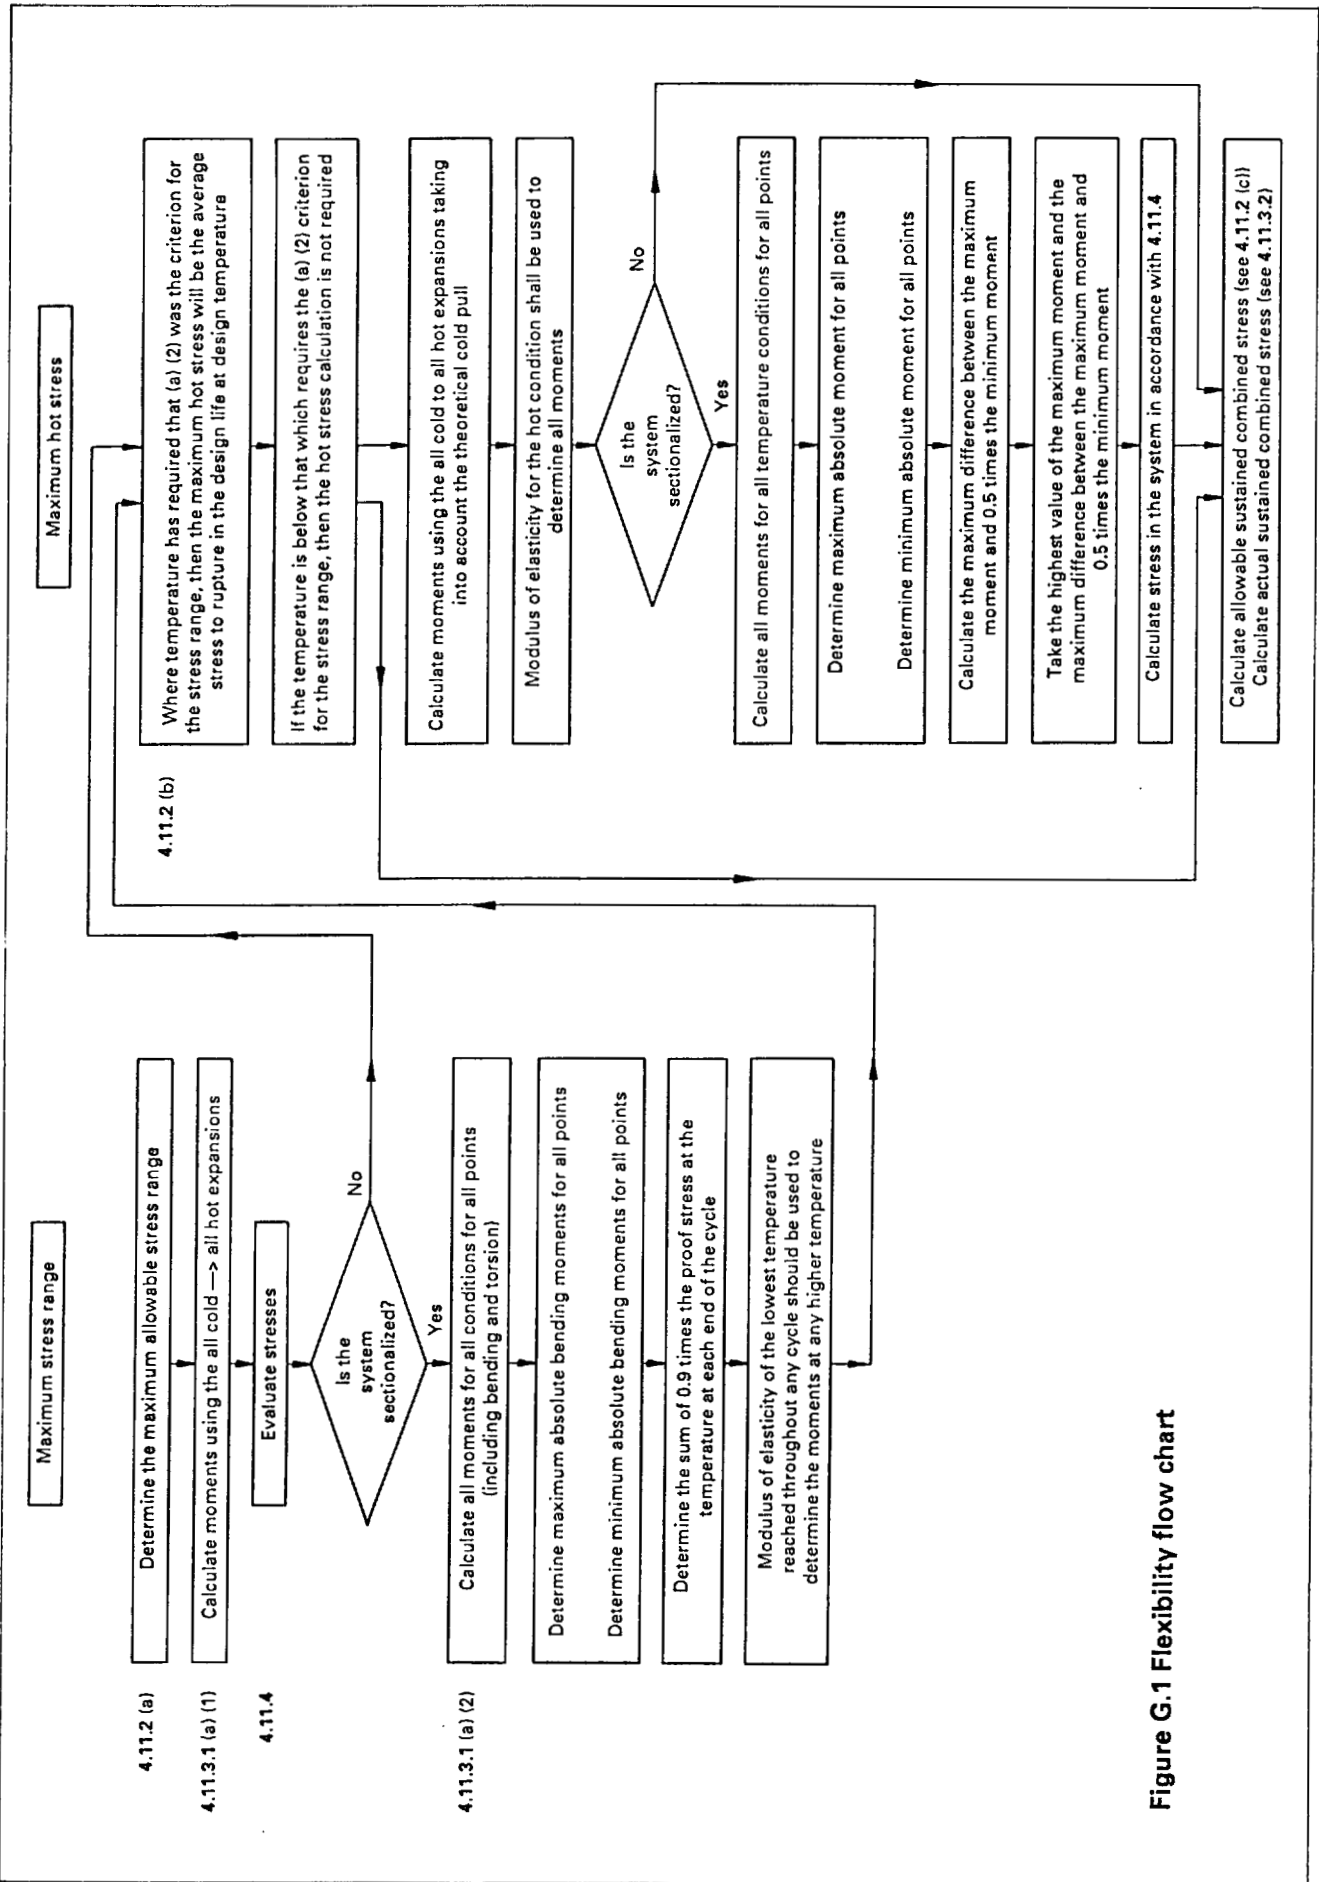 Maximum stress range
4.11.2 (a)
Determine the maximum allowable stress range
4.11.3.1 (a) (1)
Calculate moments using the all cold —> all hot expansions
4.11.4
Evaluate stresses
Is the
system
sectionalized?
No
Yes
4.11.3.1 (a) (2)
Calculate all moments for all conditions for all points
(including bending and torsion)
Determine maximum absolute bending moments for all points
Determine minimum absolute bending moments for all points
Determine the sum of 0.9 times the proof stress at the
temperature at each end of the cycle
Modulus of elasticity of the lowest temperature
reached throughout any cycle should be used to
determine the moments at any higher temperature
Maximum hot stress
4.11.2 (b)
Where temperature has required that (a) (2) was the criterion for
the stress range, then the maximum hot stress will be the average
stress to rupture in the design life at design temperature
If the temperature is below that which requires the (a) (2) criterion
for the stress range, then the hot stress calculation is not required
Calculate moments using the all cold to all hot expansions taking
into account the theoretical cold pull
Modulus of elasticity for the hot condition shall be used to
determine all moments
Is the
system
sectionalized?
No
Yes
Calculate all moments for all temperature conditions for all points
Determine maximum absolute moment for all points
Determine minimum absolute moment for all points
Calculate the maximum difference between the maximum
moment and 0.5 times the minimum moment
Take the highest value of the maximum moment and the
maximum difference between the maximum moment and
0.5 times the minimum moment
Calculate stress in the system in accordance with 4.11.4
Calculate allowable sustained combined stress (see 4.11.2 (c))
Calculate actual sustained combined stress (see 4.11.3.2)
Figure G.1 Flexibility flow chart